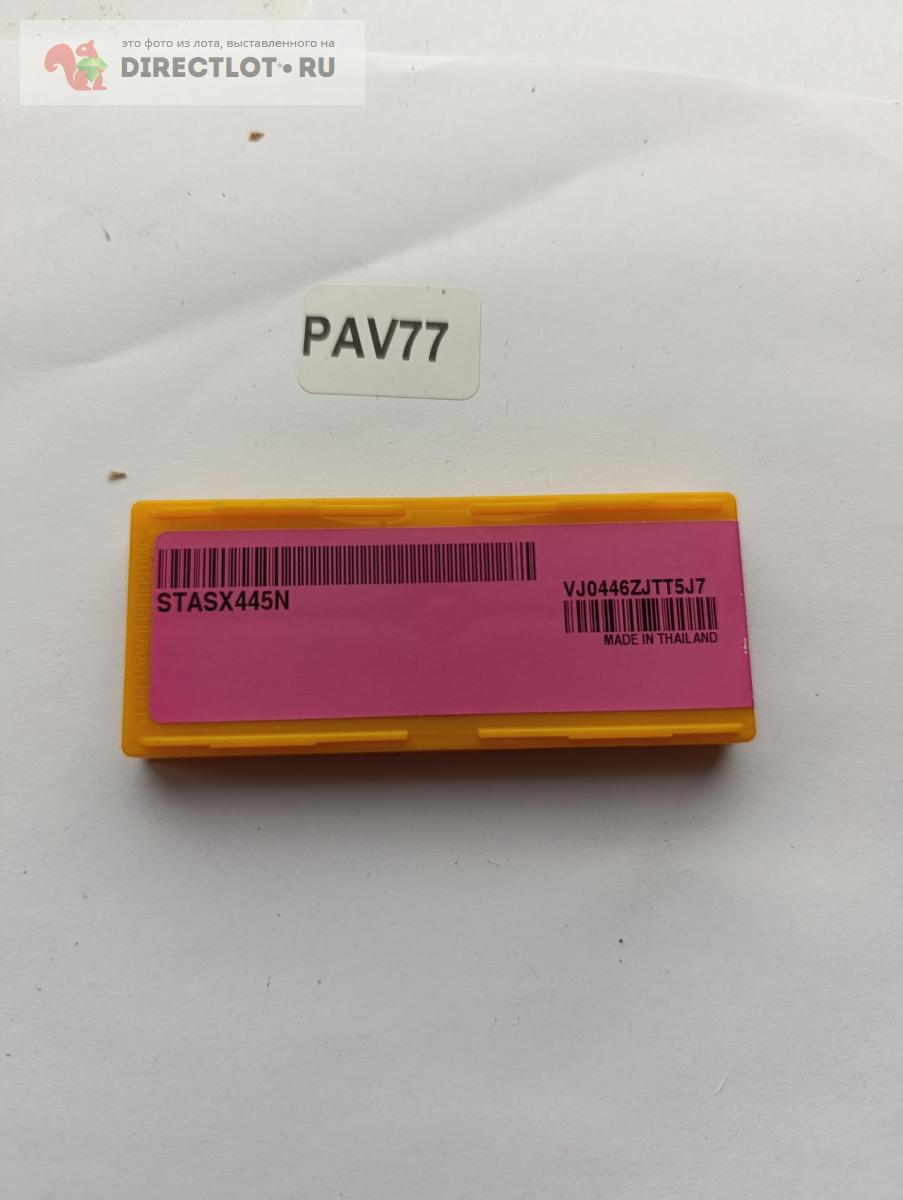 это фото из лота, выставленного на
DIRECTLOT.RU
PAV77
STASX445N
VJ0446ZJTT5J7
MADE IN THAILAND